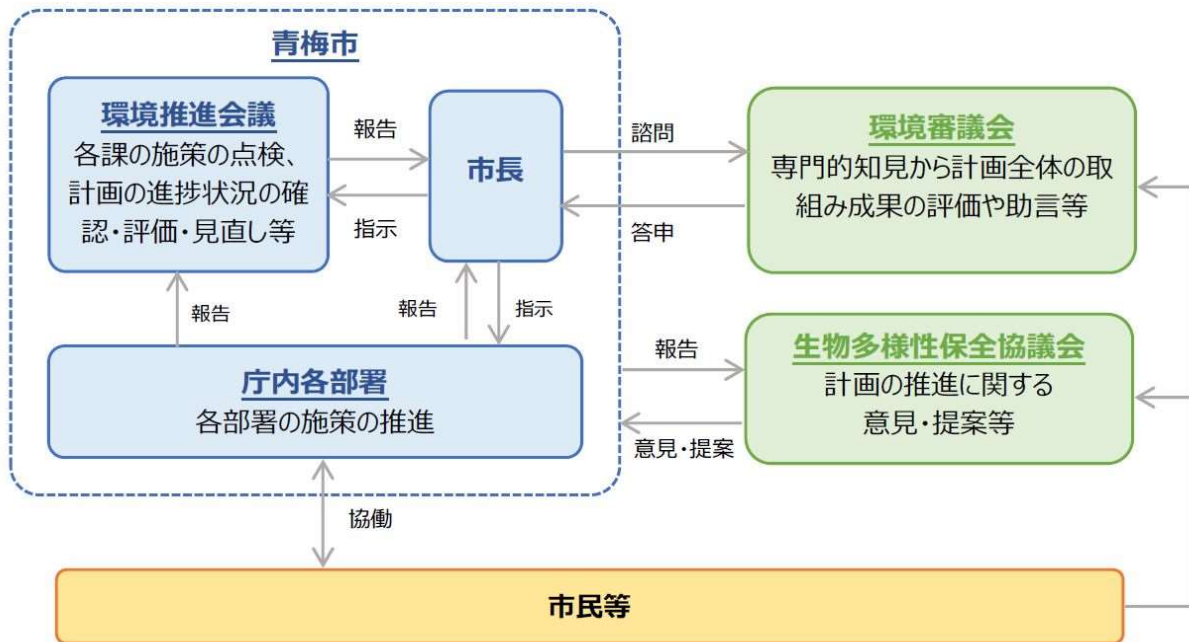 青梅市
環境推進会議
各課の施策の点検、
計画の進捗状況の確
認・評価・見直し等
報告
指示
市長
諮問
答申
環境審議会
専門的知見から計画全体の取
組み成果の評価や助言等
報告
報告
指示
庁内各部署
各部署の施策の推進
報告
意見・提案
生物多様性保全協議会
計画の推進に関する
意見・提案等
協働
市民等